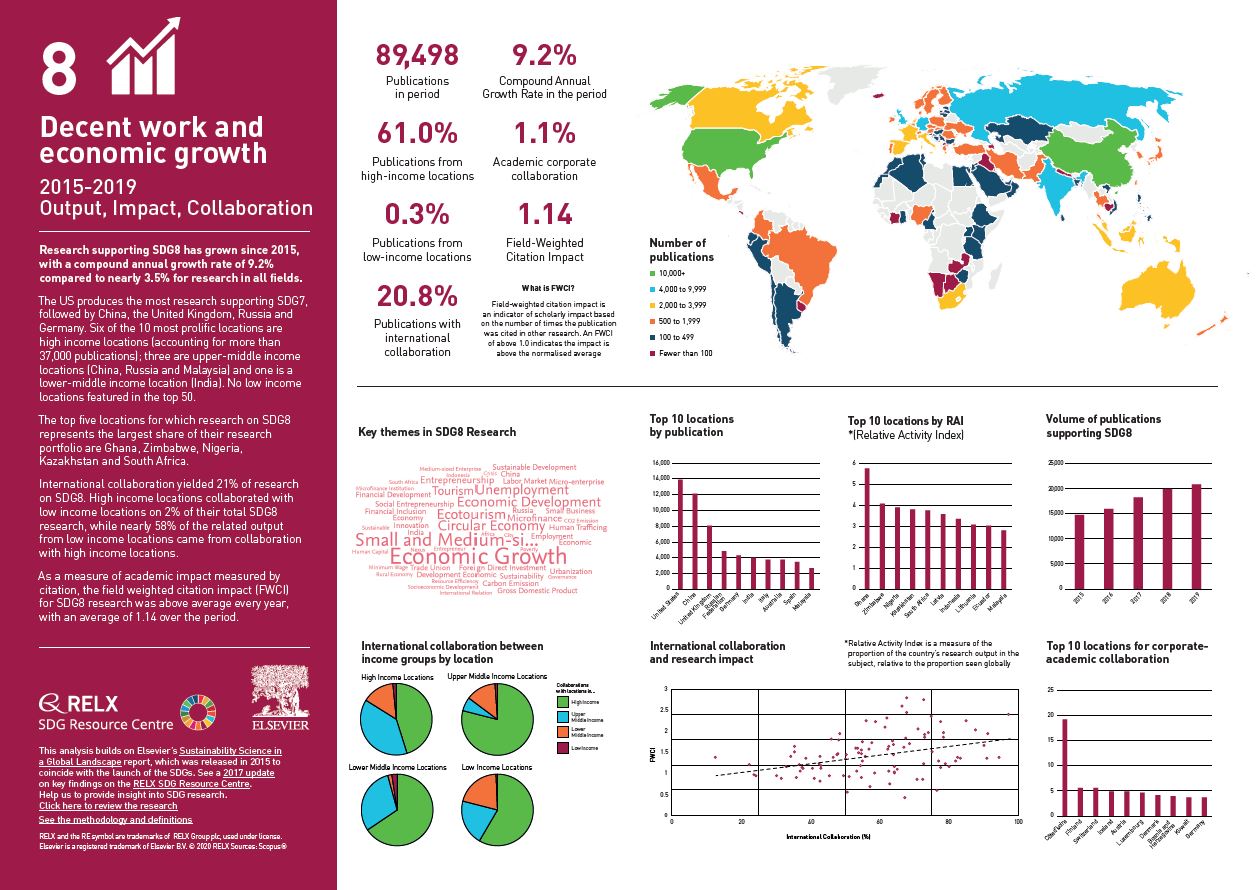 8
Decent work and
economic growth
2015-2019
Output, Impact, Collaboration
Research supporting SDG8 has grown since 2015,
with a compound annual growth rate of 9.2%
compared to nearly 3.5% for research in all fields.
The US produces the most research supporting SDG7,
followed by China, the United Kingdom, Russia and
Germany. Six of the 10 most prolific locations are
high income locations (accounting for more than
37,000 publications); three are upper-middle income
locations (China, Russia and Malaysia) and one is a
lower-middle income location (India). No low income
locations featured in the top 50.
The top five locations for which research on SDG8
represents the largest share of their research
portfolio are Ghana, Zimbabwe, Nigeria,
Kazakhstan and South Africa.
International collaboration yielded 21% of research
on SDG8. High income locations collaborated with
low income locations on 2% of their total SDG8
research, while nearly 58% of the related output
from low income locations came from collaboration
with high income locations.
As a measure of academic impact measured by
citation, the field weighted citation impact (FWCI)
for SDG8 research was above average every year,
with an average of 1.14 over the period.
RELX
SDG Resource Centre
ELSEVIER
This analysis builds on Elsevier's Sustainability Science in
a Global Landscape report, which was released in 2015 to
coincide with the launch of the SDGs. See a 2017 update
on key findings on the RELX SDG Resource Centre.
Help us to provide insight into SDG research.
Click here to review the research
See the methodology and definitions
RELX and the RE symbol are trademarks of RELX Group plc, used under license.
Elsevier is a registered trademark of Elsevier B.V. © 2020 RELX Sources: Scopus®
89,498
Publications
in period
9.2%
Compound Annual
Growth Rate in the period
61.0%
Publications from
high-income locations
1.1%
Academic corporate
collaboration
0.3%
Publications from
low-income locations
1.14
Field-Weighted
Citation Impact
20.8%
Publications with
international
collaboration
What is FWCI?
Field-weighted citation impact is
an indicator of scholarly impact based
on the number of times the publication
was cited in other research. An FWCI
of above 1.0 indicates the impact is
above the normalised average
Number of
publications
10,000+
4,000 to 9,999
2,000 to 3,999
500 to 1,999
100 to 499
Fewer than 100
Key themes in SDG8 Research
Medium-sized Enterprise
Sustainable Development
Indonesia
Crisis
China
South Africa
Entrepreneurship
Labor Market
Micro-enterprise
Microfinance Institution
Financial Development
Tourism
Unemployment
Social Entrepreneurship
Economic Development
Financial Inclusion
Ecotourism
Russia
Small Business
Economy
Microfinance
CO2 Emission
Sustainable
Innovation
Circular Economy
Human Trafficing
India
Africa
City
Employment
Small and Medium-si...
Economic
Human Capital
Nexus
Entrepreneur
Poverty
Economic Growth
Minimum Wage
Trade Union
Foreign Direct Investment
Urbanization
Rural Economy
Development Economic
Sustainability
Governance
Resource Efficiency
Carbon Emission
Socioeconomic Development
International Relation
Gross Domestic Product
Top 10 locations
by publication
16,000
14,000
12,000
10,000
8,000
6,000
4,000
2,000
0
United States
China
United Kingdom
Russian
Federation
Germany
India
Italy
Australia
Spain
Malaysia
Top 10 locations by RAI
*(Relative Activity Index)
6
5
4
3
2
1
0
Ghana
Zimbabwe
Nigeria
Khazakhstan
South Africa
Latvia
Indonesia
Lithuania
Ecuador
Malaysia
Volume of publications
supporting SDG8
25,000
20,000
15,000
10,000
5,000
0
2015
2016
2017
2018
2019
International collaboration between
income groups by location
High Income Locations
Upper Middle Income Locations
Lower Middle Income Locations
Low Income Locations
Collaborations
with locations is...
High Income
Upper
Middle Income
Lower
Middle Income
Low Income
International collaboration
and research impact
*Relative Activity Index is a measure of the
proportion of the country's research output in the
subject, relative to the proportion seen globally
FWCI
3
2.5
2
1.5
1
0.5
0
0
20
40
60
80
100
International Collaboration (%)
Top 10 locations for corporate-
academic collaboration
25
20
15
10
5
0
Finland
Switzerland
Iceland
Austria
Luxembourg
Denmark
Bosnia and
Herzegovina
Kuwait
Germany